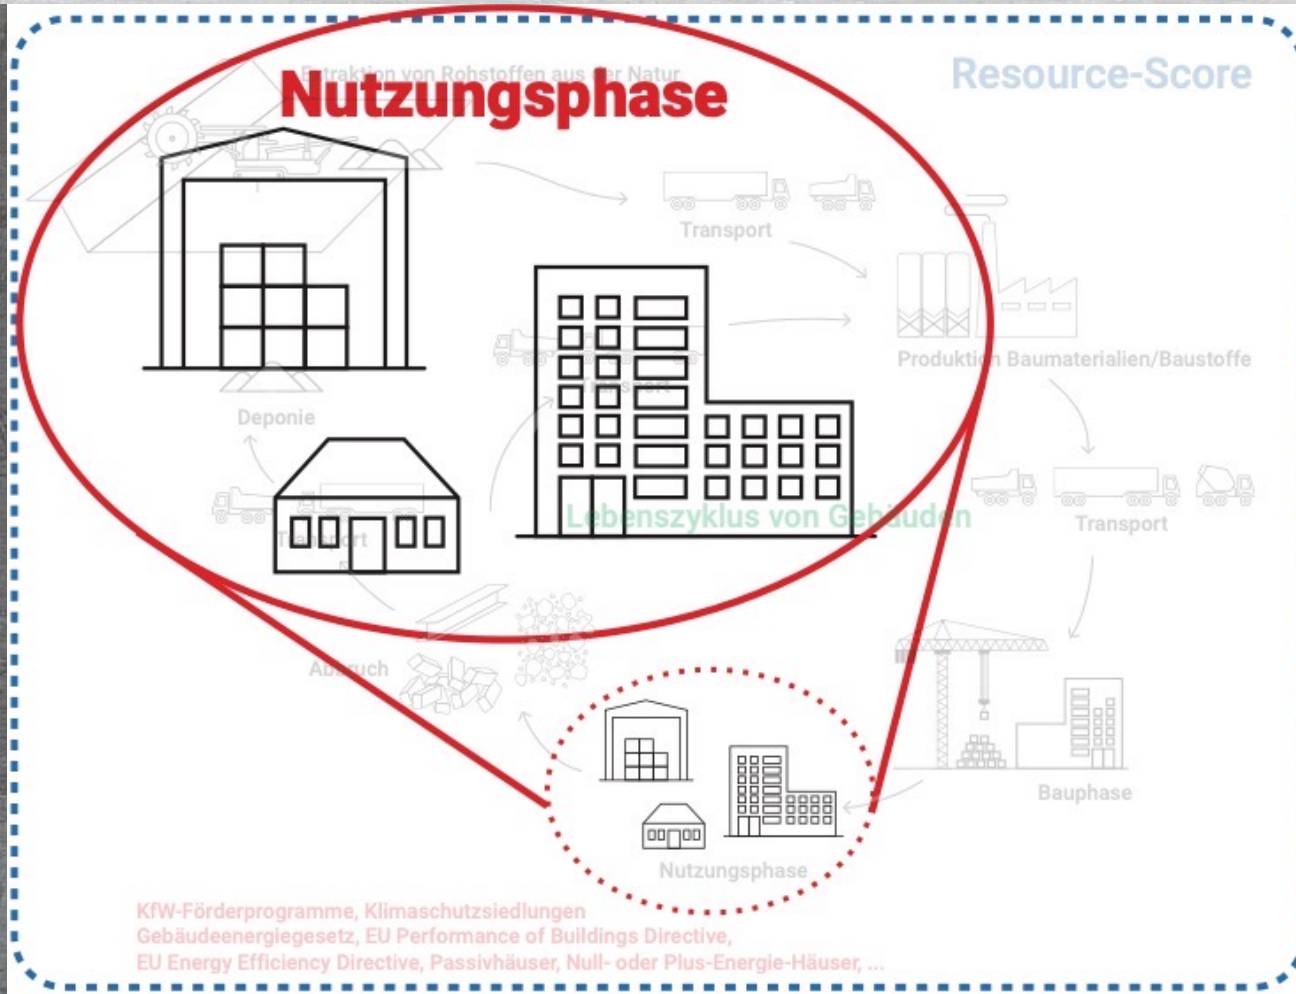 Extraktion von Rohstoffen aus der Natur
Nutzungsphase
Resource-Score
Transport
Produktion Baumaterialien/Baustoffe
Transport
Deponie
Transport
Lebenszyklus von Gebäuden
Transport
Abbruch
Bauphase
Nutzungsphase
KfW-Förderprogramme, Klimaschutzsiedlungen
Gebäudeenergiegesetz, EU Performance of Buildings Directive,
EU Energy Efficiency Directive, Passivhäuser, Null- oder Plus-Energie-Häuser, ...